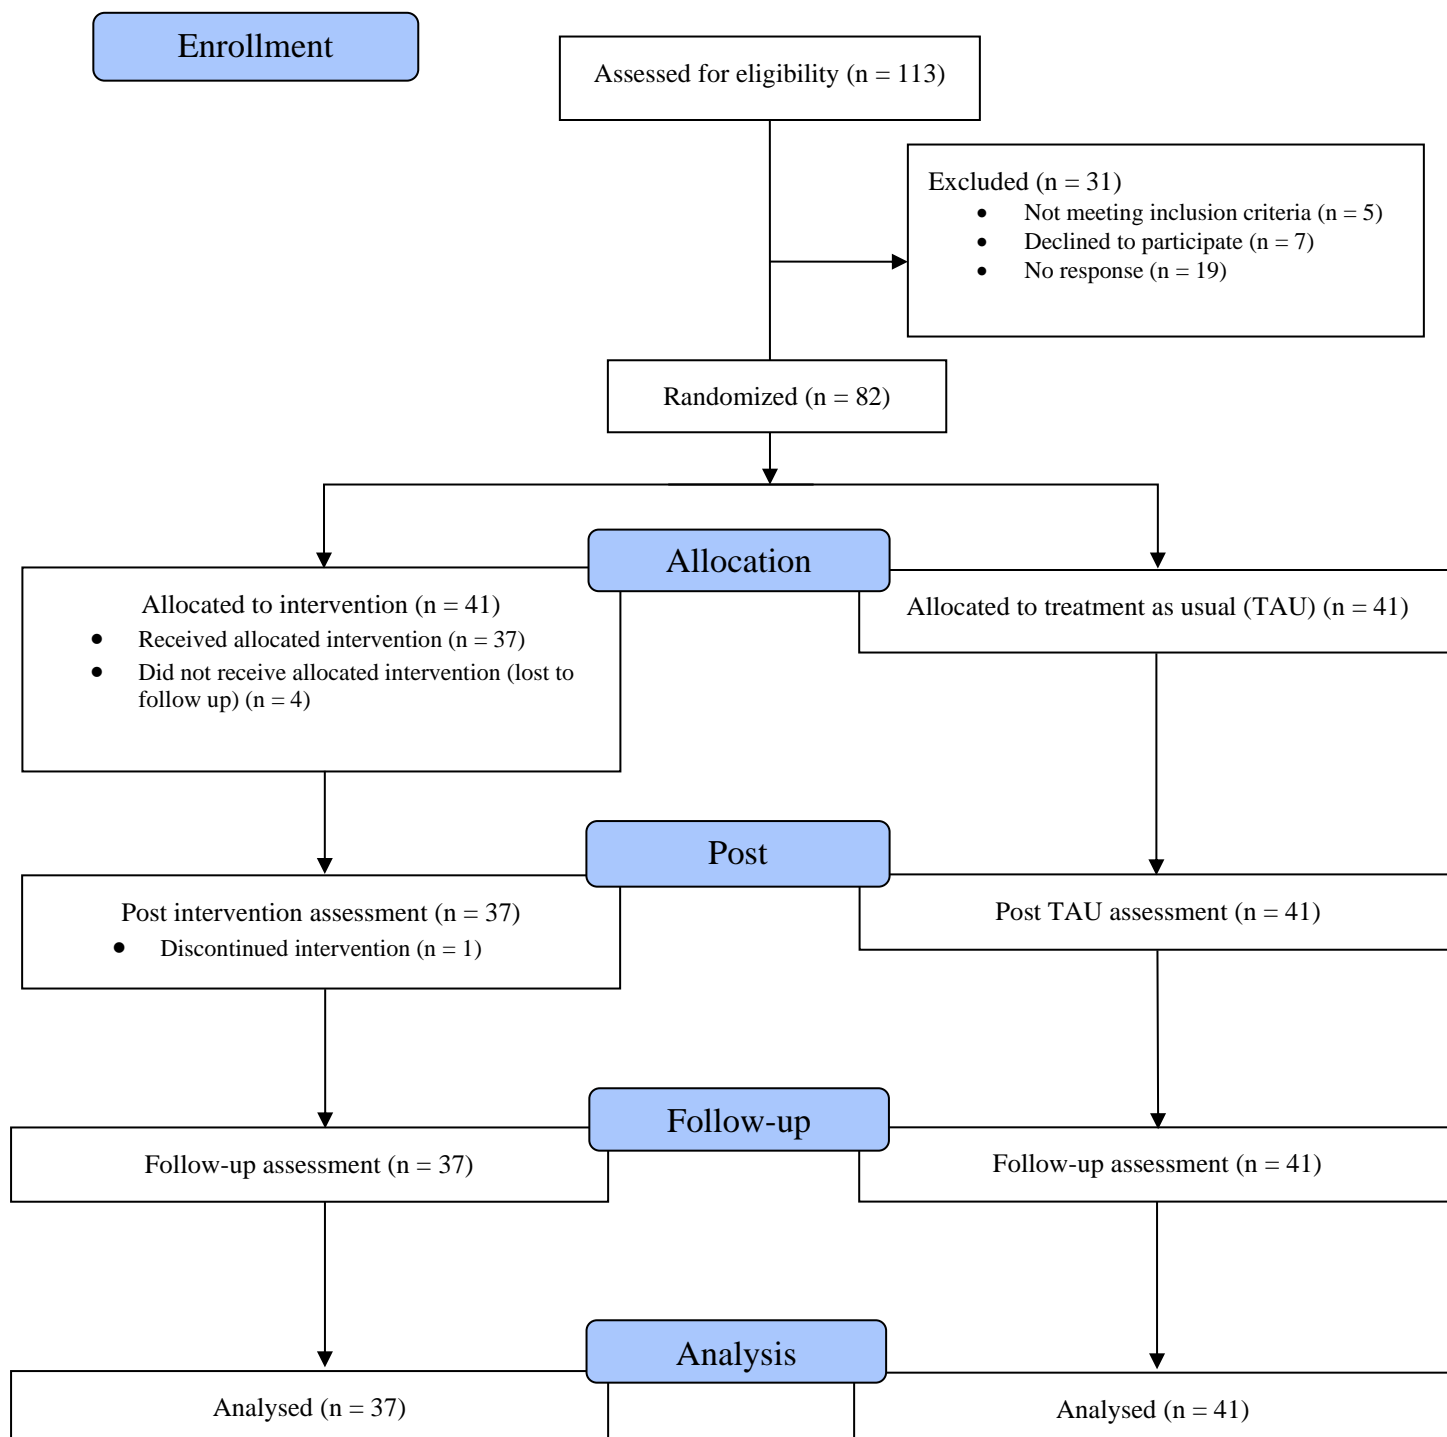 Enrollment
Assessed for eligibility (n = 113)
Excluded (n = 31)
• Not meeting inclusion criteria (n = 5)
• Declined to participate (n = 7)
• No response (n = 19)
Randomized (n = 82)
Allocation
Allocated to intervention (n = 41)
• Received allocated intervention (n = 37)
• Did not receive allocated intervention (lost to
follow up) (n = 4)
Allocated to treatment as usual (TAU) (n = 41)
Post
Post intervention assessment (n = 37)
• Discontinued intervention (n = 1)
Post TAU assessment (n = 41)
Follow-up
Follow-up assessment (n = 37)
Follow-up assessment (n = 41)
Analysis
Analysed (n = 37)
Analysed (n = 41)